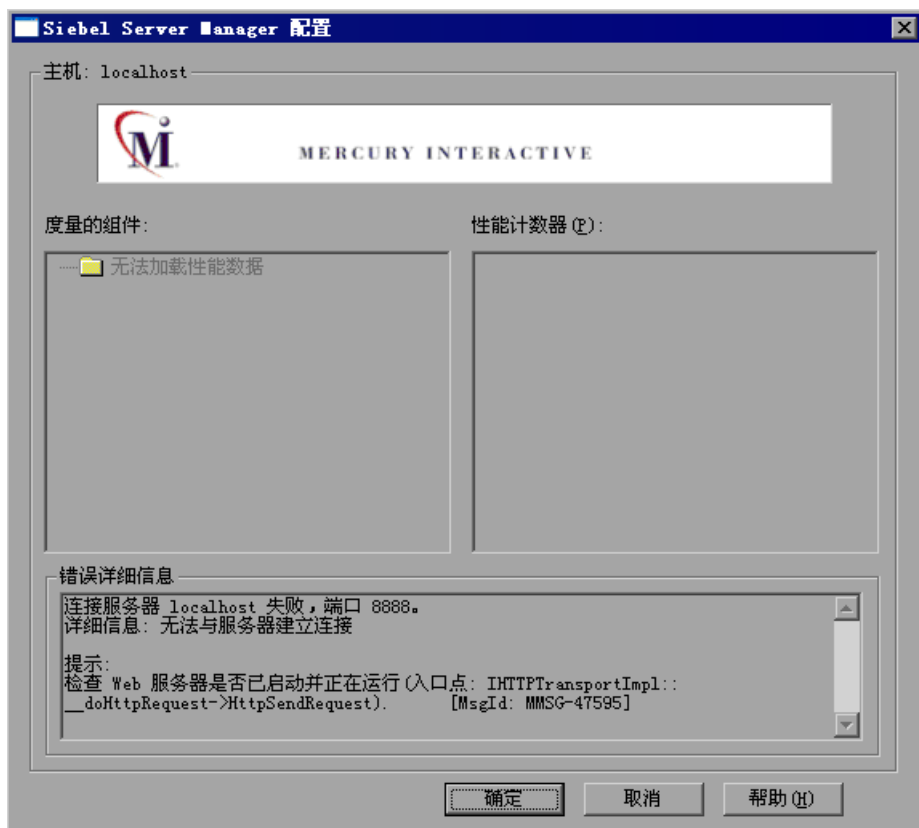 Siebel Server Manager 配置
主机: localhost
M
MERCURY INTERACTIVE
度量的组件:
性能计数器(P):
无法加载性能数据
错误详细信息
连接服务器 localhost 失败，端口 8888。
详细信息: 无法与服务器建立连接
提示:
检查 Web 服务器是否已启动并正在运行(入口点: IHTTPTransportImpl::
__doHttpRequest->HttpSendRequest). [MsgId: MMSG-47595]
确定
取消
帮助(H)